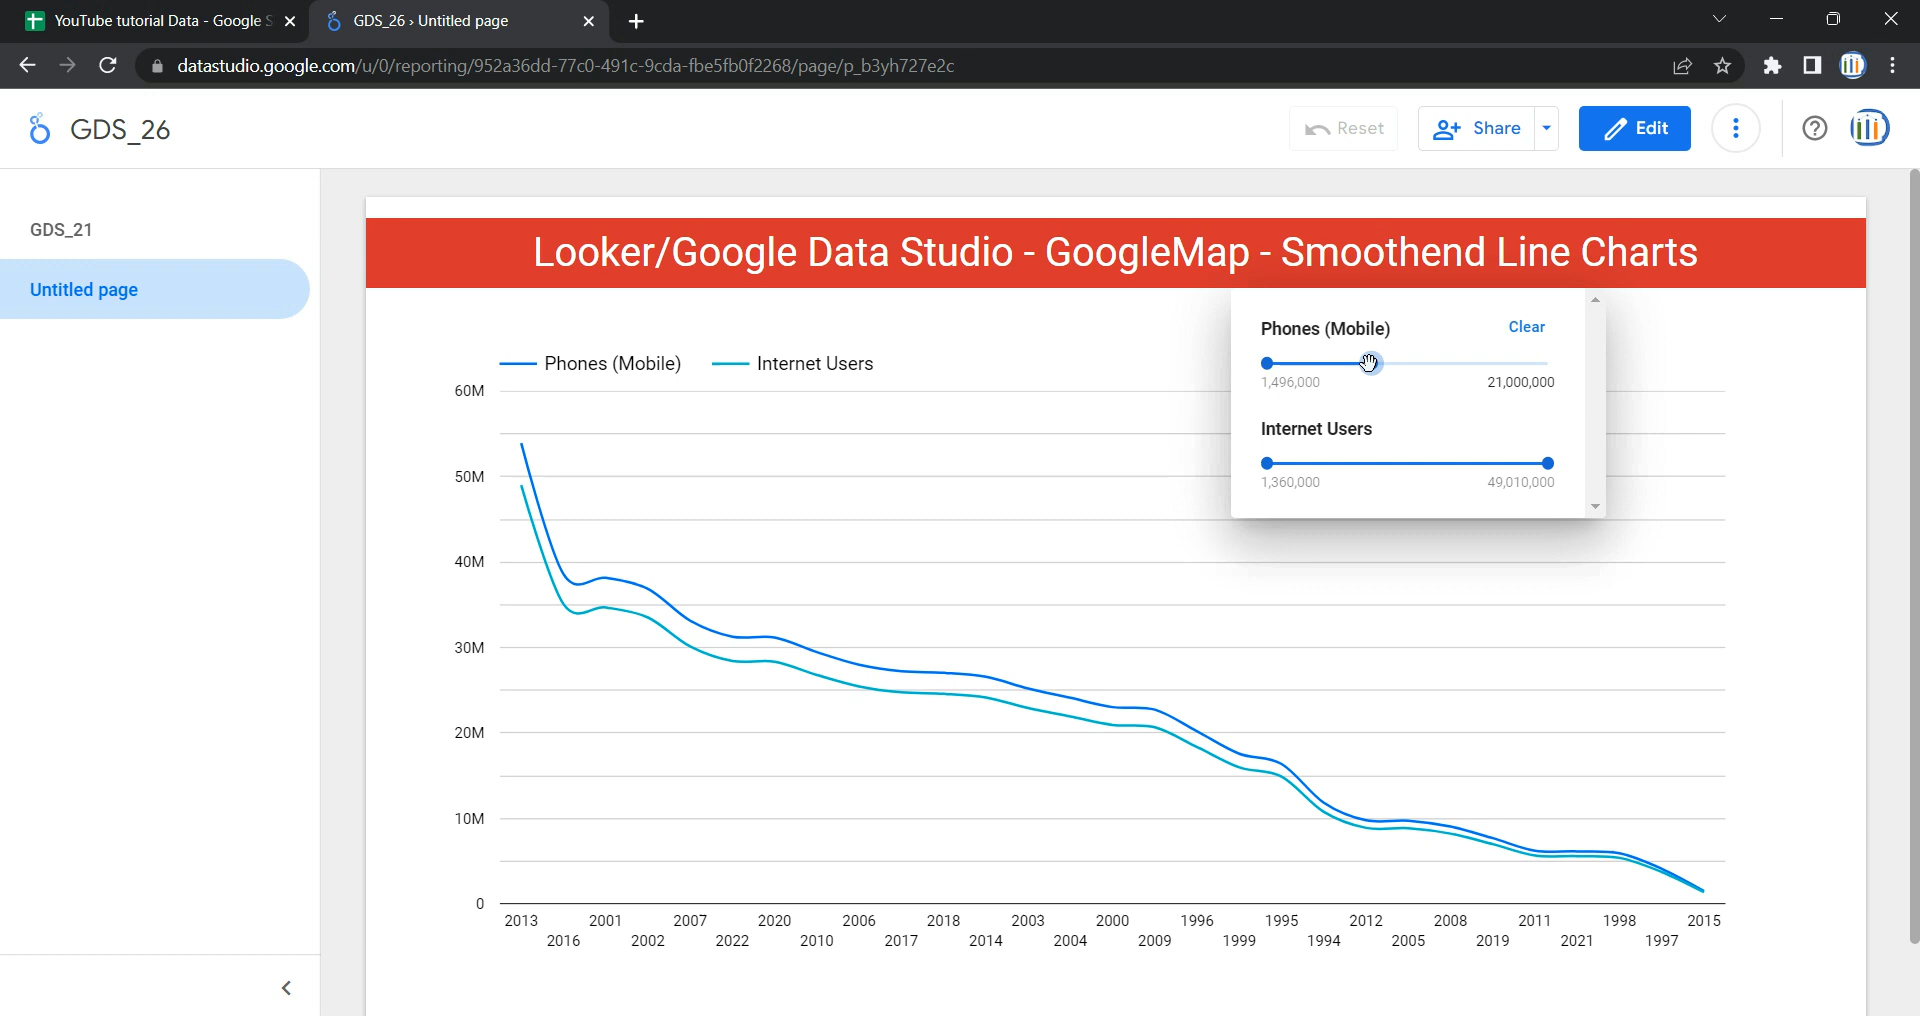 YouTube tutorial Data - Google S
GDS_26 › Untitled page
datastudio.google.com/u/0/reporting/952a36dd-77c0-491c-9cda-fbe5fb0f2268/page/p_b3yh727e2c
GDS_26
Reset
Share
Edit
GDS_21
Untitled page
Looker/Google Data Studio - GoogleMap - Smoothend Line Charts
Phones (Mobile)
Clear
1,496,000
21,000,000
Internet Users
1,360,000
49,010,000
Phones (Mobile)
Internet Users
60M
50M
40M
30M
20M
10M
0
2013 2001 2007 2020 2006 2018 2003 2000 1996 1995 2012 2008 2011 1998 2015
2016 2002 2022 2010 2017 2014 2004 2009 1999 1994 2005 2019 2021 1997